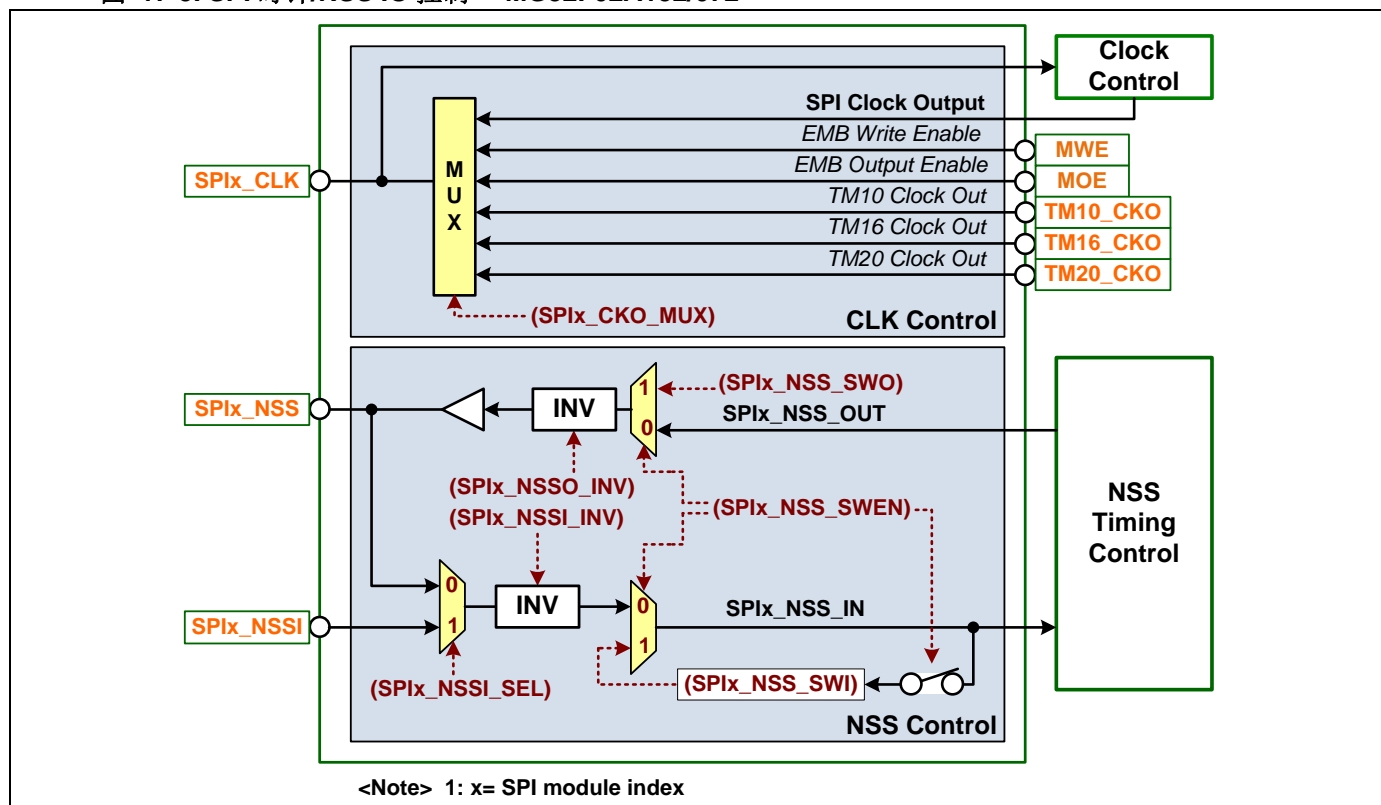 Clock
Control
SPI Clock Output
EMB Write Enable
EMB Output Enable
TM10 Clock Out
TM16 Clock Out
TM20 Clock Out
MWE
MOE
TM10_CKO
TM16_CKO
TM20_CKO
SPIx_CLK
M
U
X
(SPIx_CKO_MUX)
CLK Control
SPIx_NSS
INV
1
0
(SPIx_NSS_SWO)
SPIx_NSS_OUT
(SPIx_NSSO_INV)
(SPIx_NSSI_INV)
(SPIx_NSS_SWEN)
NSS
Timing
Control
0
1
INV
0
1
SPIx_NSS_IN
SPIx_NSSI
(SPIx_NSSI_SEL)
(SPIx_NSS_SWI)
NSS Control
<Note> 1: x= SPI module index